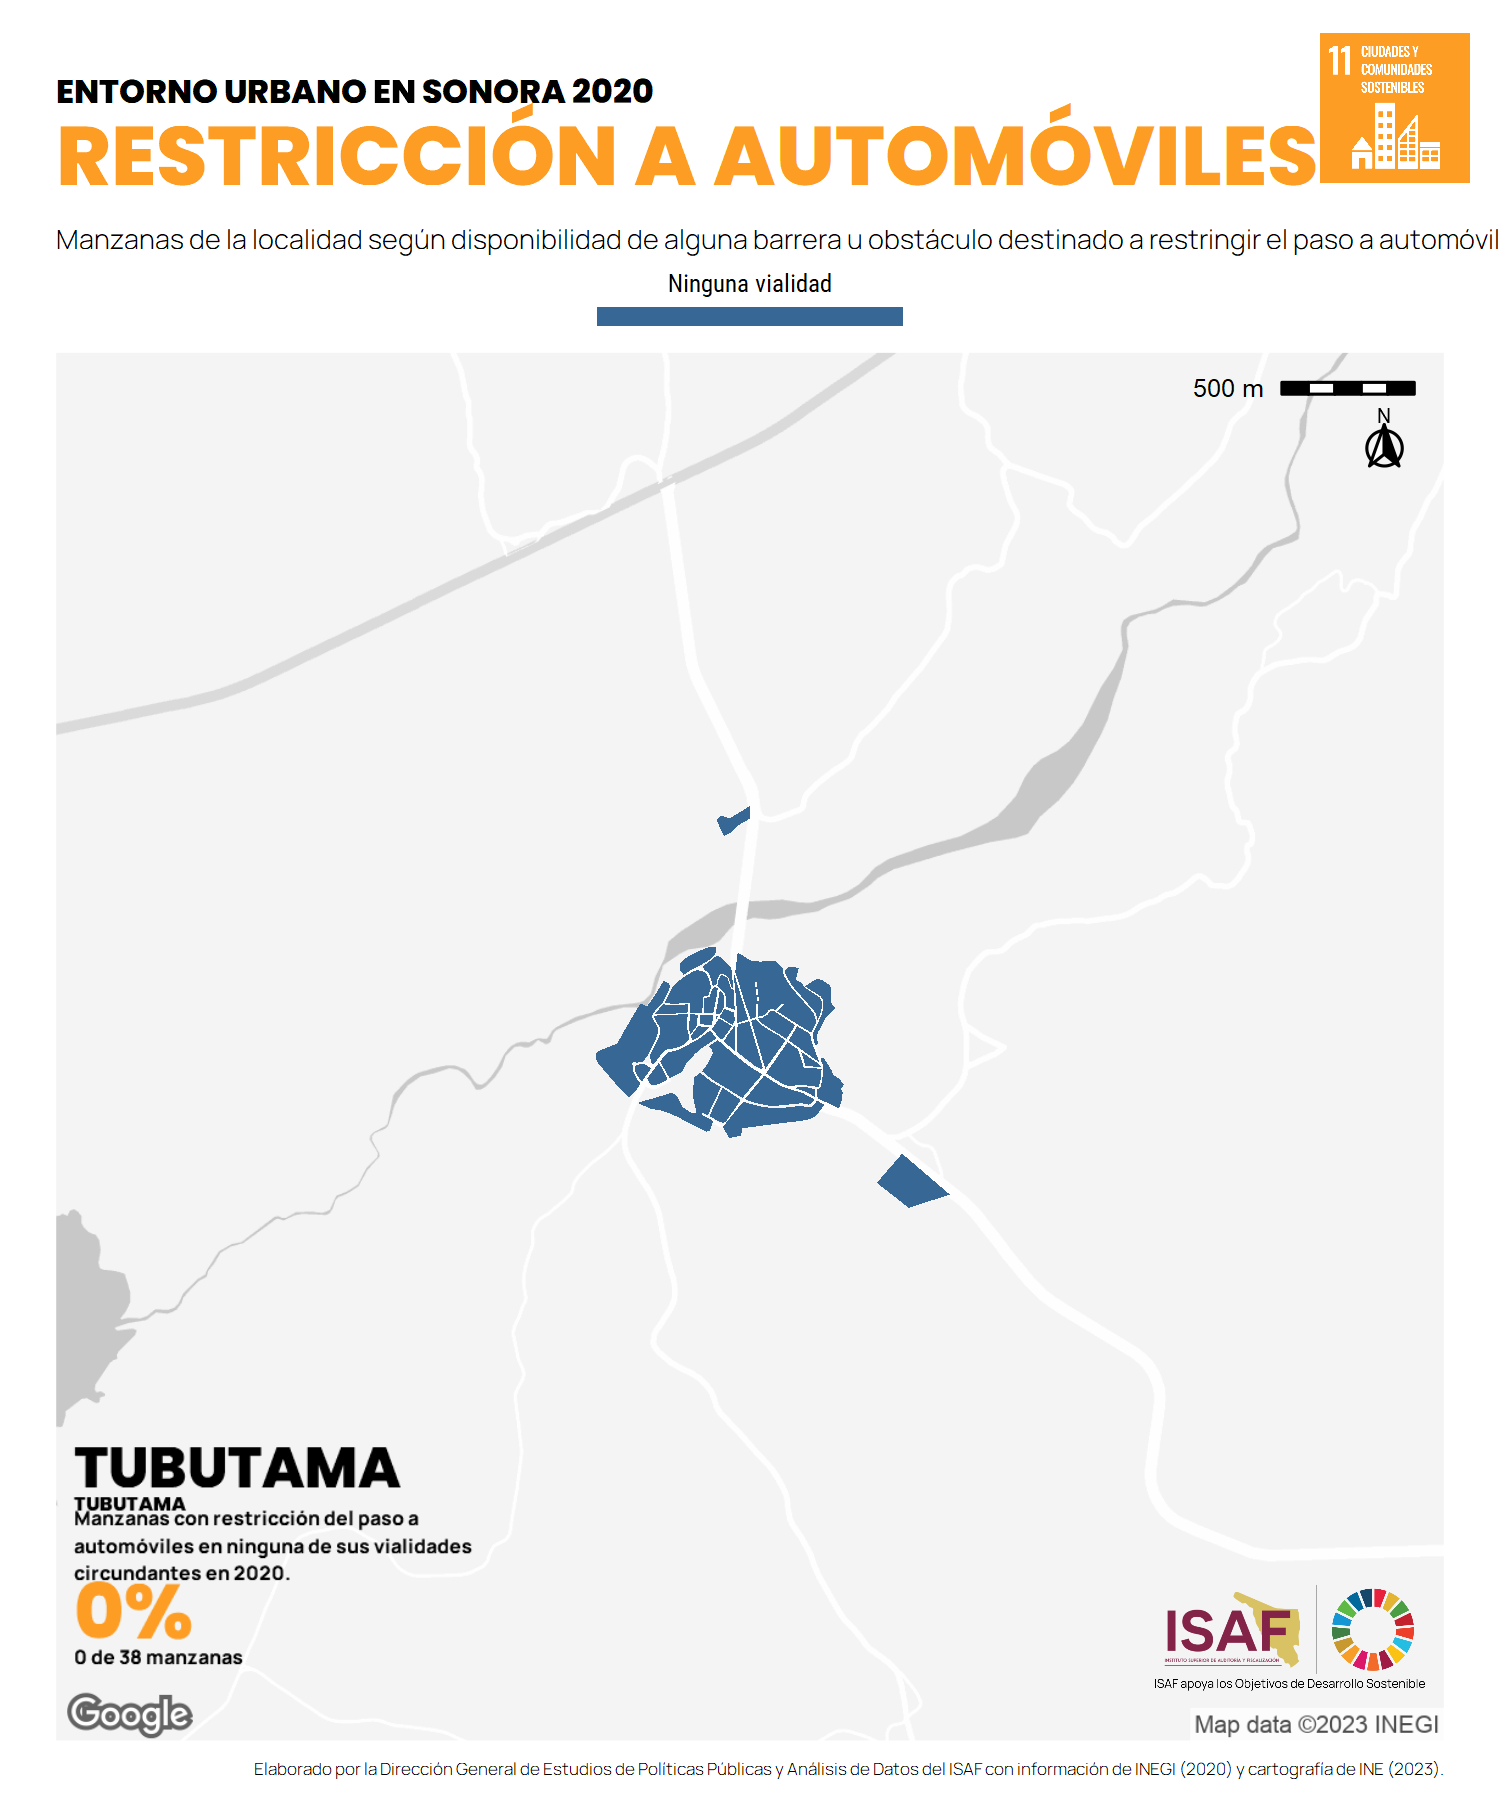 ENTORNO URBANO EN SONORA 2020
RESTRICCIÓN A AUTOMÓVILES
11 CIUDADES Y
COMUNIDADES
SOSTENIBLES
Manzanas de la localidad según disponibilidad de alguna barrera u obstáculo destinado a restringir el paso a automóvil
Ninguna vialidad
500 m
N
TUBUTAMA
TUBUTAMA
Manzanas con restricción del paso a
automóviles en ninguna de sus vialidades
circundantes en 2020.
0%
0 de 38 manzanas
Google
ISAF
INSTITUTO SUPERIOR DE AUDITORÍA Y FISCALIZACIÓN
ISAF apoya los Objetivos de Desarrollo Sostenible
Map data ©2023 INEGI
Elaborado por la Dirección General de Estudios de Políticas Públicas y Análisis de Datos del ISAF con información de INEGI (2020) y cartografía de INE (2023).